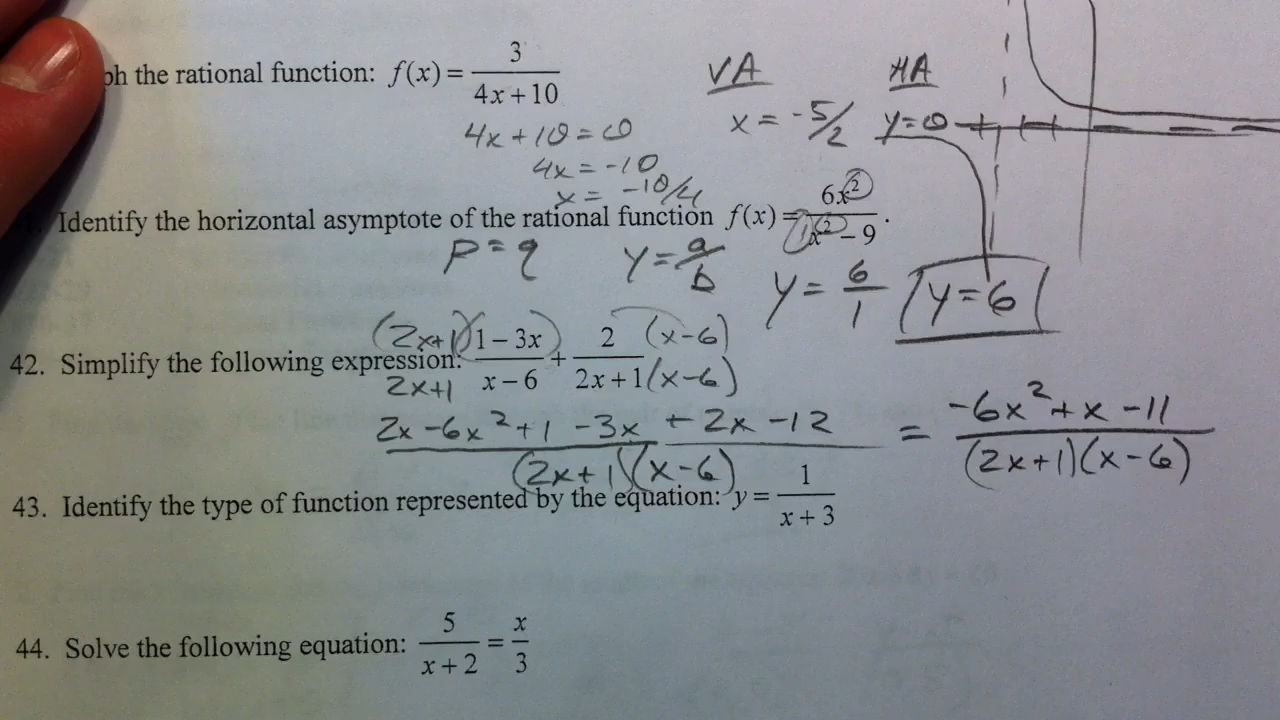 ph the rational function: f(x) = 3/(4x + 10)
VA HA
4x + 10 = 0
x = -5/2 y = 0
4x = -10
x = -10/4
Identify the horizontal asymptote of the rational function f(x) = 6x²/(1x² – 9).
p = q y = a/b y = 6/1 y = 6
42. Simplify the following expression: (2x+1)(1 – 3x)/(2x+1 x – 6) + 2(x-6)/(2x + 1(x-6))
(2x - 6x² + 1 - 3x + 2x - 12)/((2x+1)(x-6)) = (-6x² + x - 11)/((2x+1)(x-6))
43. Identify the type of function represented by the equation: y = 1/(x + 3)
44. Solve the following equation: 5/(x + 2) = x/3